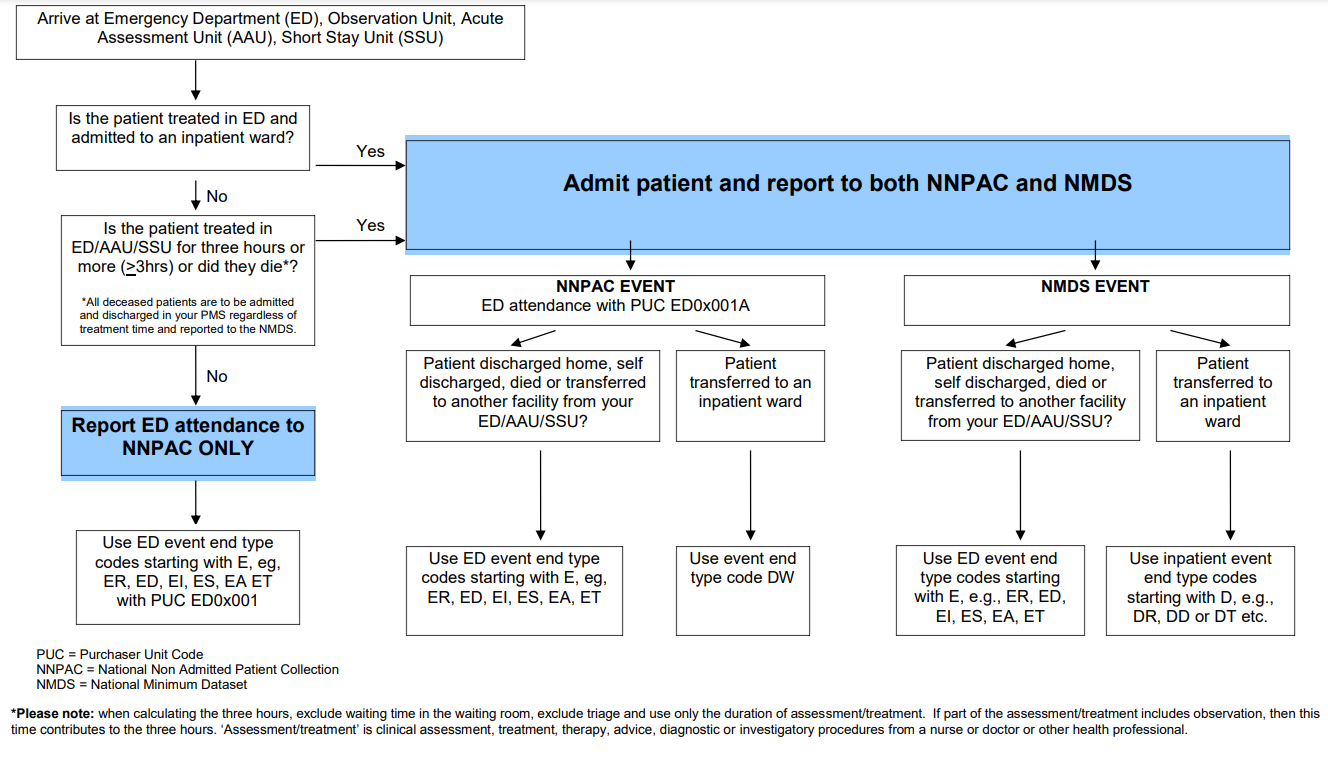 Arrive at Emergency Department (ED), Observation Unit, Acute
Assessment Unit (AAU), Short Stay Unit (SSU)
Is the patient treated in ED and
admitted to an inpatient ward?
Yes
Admit patient and report to both NNPAC and NMDS
No
Is the patient treated in
ED/AAU/SSU for three hours or
more (>3hrs) or did they die*?
*All deceased patients are to be admitted
and discharged in your PMS regardless of
treatment time and reported to the NMDS.
Yes
NNPAC EVENT
ED attendance with PUC ED0x001A
NMDS EVENT
Patient discharged home, self
discharged, died or transferred
to another facility from your
ED/AAU/SSU?
Patient
transferred to an
inpatient ward
Patient discharged home,
self discharged, died or
transferred to another facility
from your ED/AAU/SSU?
Patient
transferred to
an inpatient
ward
No
Report ED attendance to
NNPAC ONLY
Use ED event end type
codes starting with E, eg,
ER, ED, EI, ES, EA ET
with PUC ED0x001
Use ED event end type
codes starting with E, eg,
ER, ED, EI, ES, EA, ET
Use event end
type code DW
Use ED event end
type codes starting
with E, e.g., ER, ED,
EI, ES, EA, ET
Use inpatient event
end type codes
starting with D, e.g.,
DR, DD or DT etc.
PUC = Purchaser Unit Code
NNPAC = National Non Admitted Patient Collection
NMDS = National Minimum Dataset
*Please note: when calculating the three hours, exclude waiting time in the waiting room, exclude triage and use only the duration of assessment/treatment. If part of the assessment/treatment includes observation, then this
time contributes to the three hours. ‘Assessment/treatment’ is clinical assessment, treatment, therapy, advice, diagnostic or investigatory procedures from a nurse or doctor or other health professional.